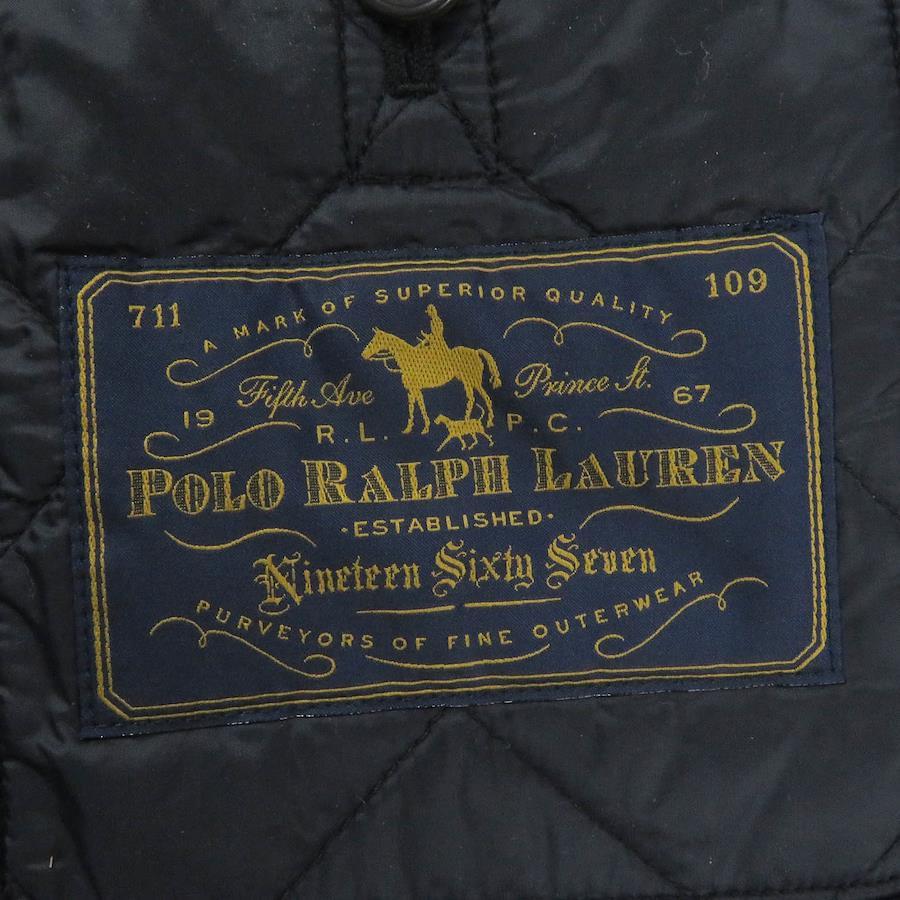 711 109
A MARK OF SUPERIOR QUALITY
Fifth Ave Prince St.
19 67
R.L. P.C.
POLO RALPH LAUREN
·ESTABLISHED·
Nineteen Sixty Seven
PURVEYORS OF FINE OUTERWEAR